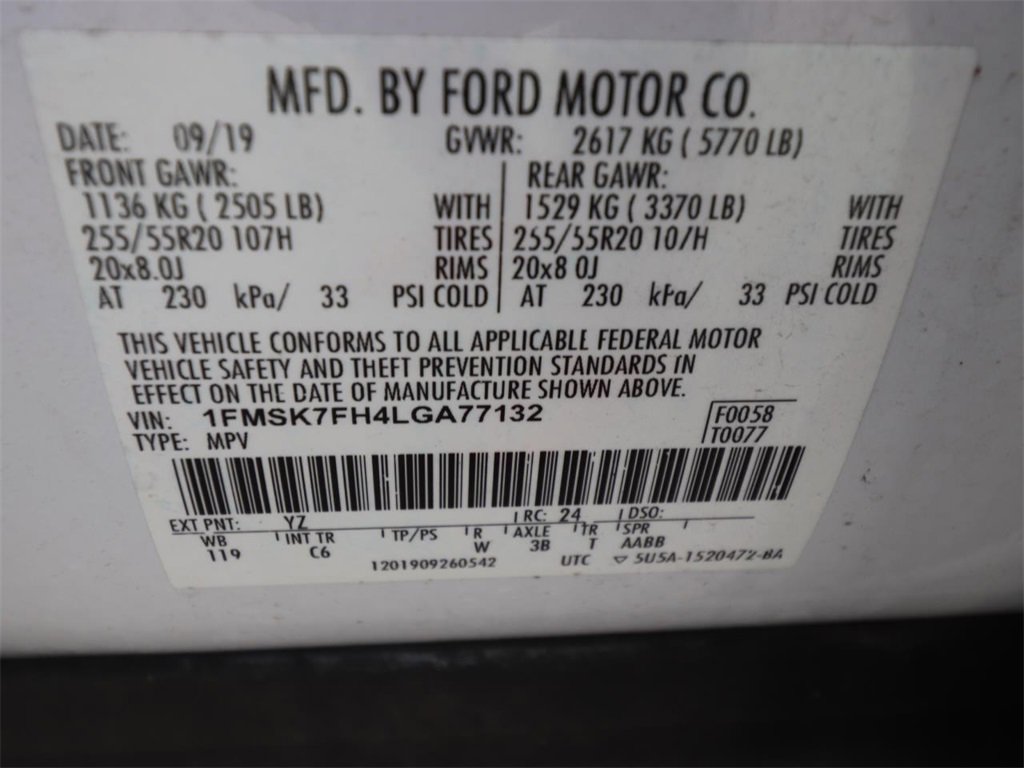 MFD. BY FORD MOTOR CO.
DATE: 09/19 GVWR: 2617 KG ( 5770 LB)
FRONT GAWR: REAR GAWR:
1136 KG ( 2505 LB) WITH 1529 KG ( 3370 LB) WITH
255/55R20 107H TIRES 255/55R20 107H TIRES
20x8.0J RIMS 20x8.0J RIMS
AT 230 kPa/ 33 PSI COLD AT 230 kPa/ 33 PSI COLD
THIS VEHICLE CONFORMS TO ALL APPLICABLE FEDERAL MOTOR
VEHICLE SAFETY AND THEFT PREVENTION STANDARDS IN
EFFECT ON THE DATE OF MANUFACTURE SHOWN ABOVE.
VIN: 1FMSK7FH4LGA77132 F0058
TYPE: MPV T0077
EXT PNT: YZ RC: 24 DSO:
WB INT TR TP/PS R AXLE TR SPR
119 C6 W 3B T AABB
1201909260542 UTC ▽ 5U5A-1520472-BA